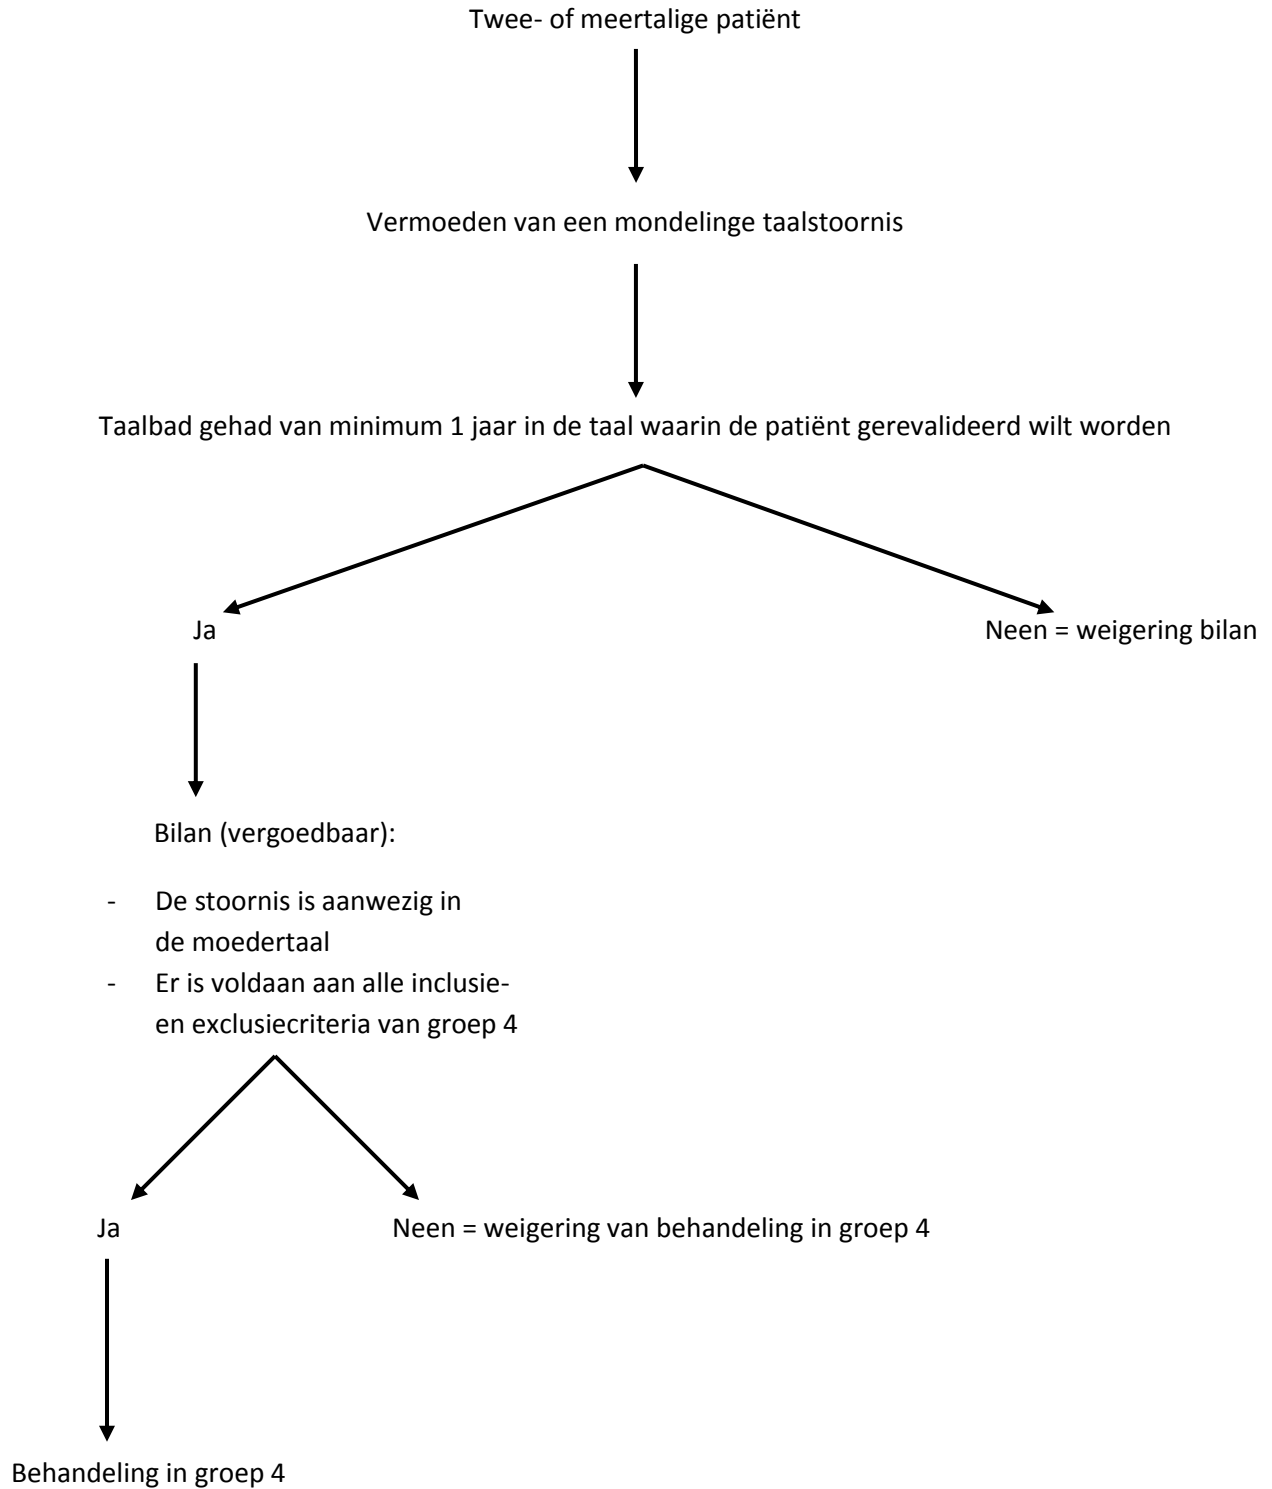 Twee- of meertalige patiënt
Vermoeden van een mondelinge taalstoornis
Taalbad gehad van minimum 1 jaar in de taal waarin de patiënt gerevalideerd wilt worden
Ja
Neen = weigering bilan
Bilan (vergoedbaar):
- De stoornis is aanwezig in
de moedertaal
- Er is voldaan aan alle inclusie-
en exclusiecriteria van groep 4
Ja
Neen = weigering van behandeling in groep 4
Behandeling in groep 4